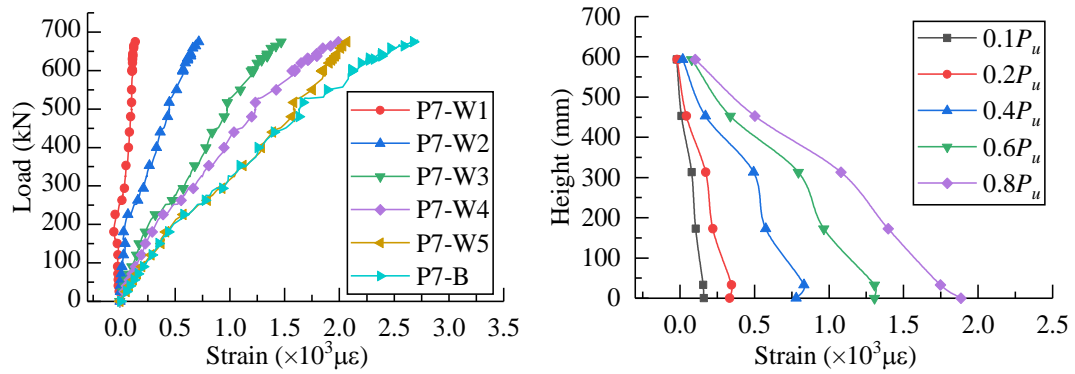 700
600
500
400
300
200
100
0
Load (kN)
0.0 0.5 1.0 1.5 2.0 2.5 3.0 3.5
Strain (×10³με)
P7-W1
P7-W2
P7-W3
P7-W4
P7-W5
P7-B
700
600
500
400
300
200
100
0
Height (mm)
0.0 0.5 1.0 1.5 2.0 2.5
Strain (×10³με)
0.1Pᵤ
0.2Pᵤ
0.4Pᵤ
0.6Pᵤ
0.8Pᵤ